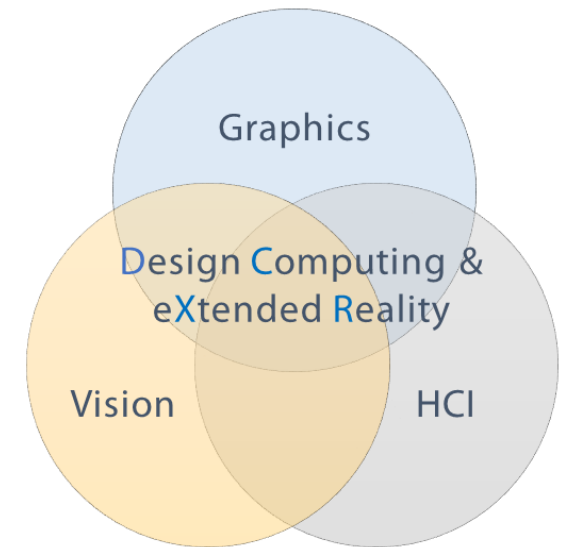 Graphics
Design Computing &
eXtended Reality
Vision
HCI